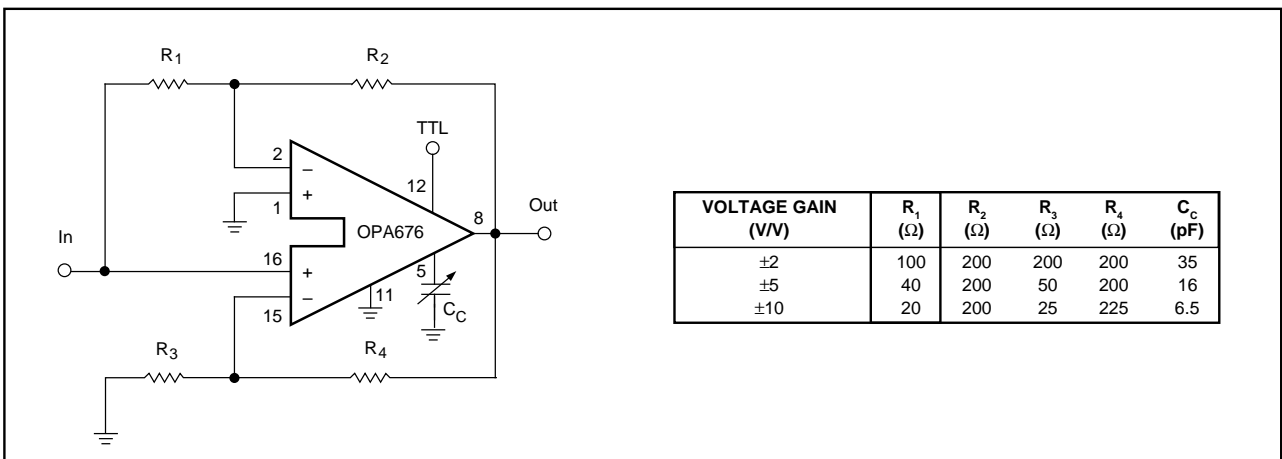 R1
R2
TTL
2
–
12
+
1
8
Out
OPA676
In
16
+
5
–
11
15
CC
R3
R4
VOLTAGE GAIN R1 R2 R3 R4 CC
(V/V) (Ω) (Ω) (Ω) (Ω) (pF)
±2 100 200 200 200 35
±5 40 200 50 200 16
±10 20 200 25 225 6.5